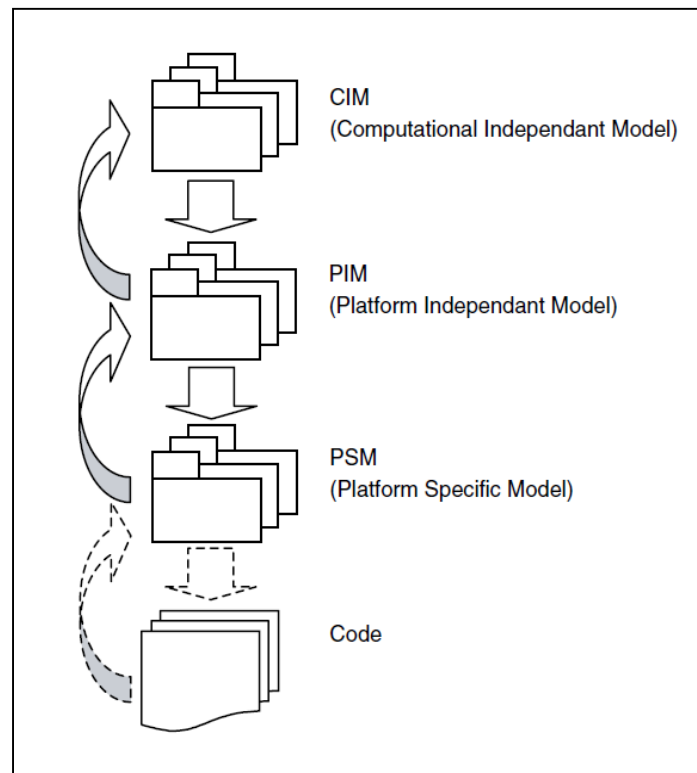 CIM
(Computational Independant Model)
PIM
(Platform Independant Model)
PSM
(Platform Specific Model)
Code